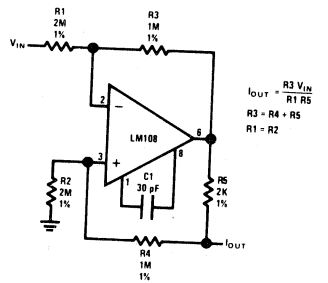 R1
2M
1%
R3
1M
1%
VIN
2
−
LM108
6
+
3
1
8
C1
30 pF
R2
2M
1%
R5
2K
1%
R4
1M
1%
IOUT
IOUT = R3 VIN
R1 R5
R3 = R4 + R5
R1 = R2